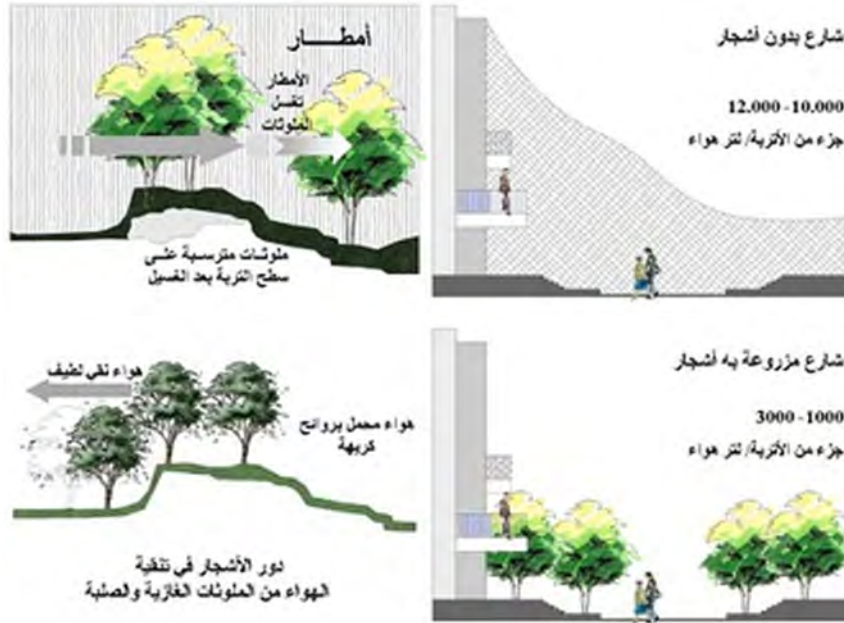 أمطــــار
الأمطار
تغسل
الملوثات
ملوثات مترسبة على
سطح التربة بعد الغسيل
شارع بدون أشجار
12.000 - 10.000
جزء من الأتربة/ لتر هواء
هواء نقي لطيف
هواء محمل بروائح
كريهة
دور الأشجار في تنقية
الهواء من الملوثات الغازية والصلبة
شارع مزروعة به أشجار
3000 - 1000
جزء من الأتربة/ لتر هواء